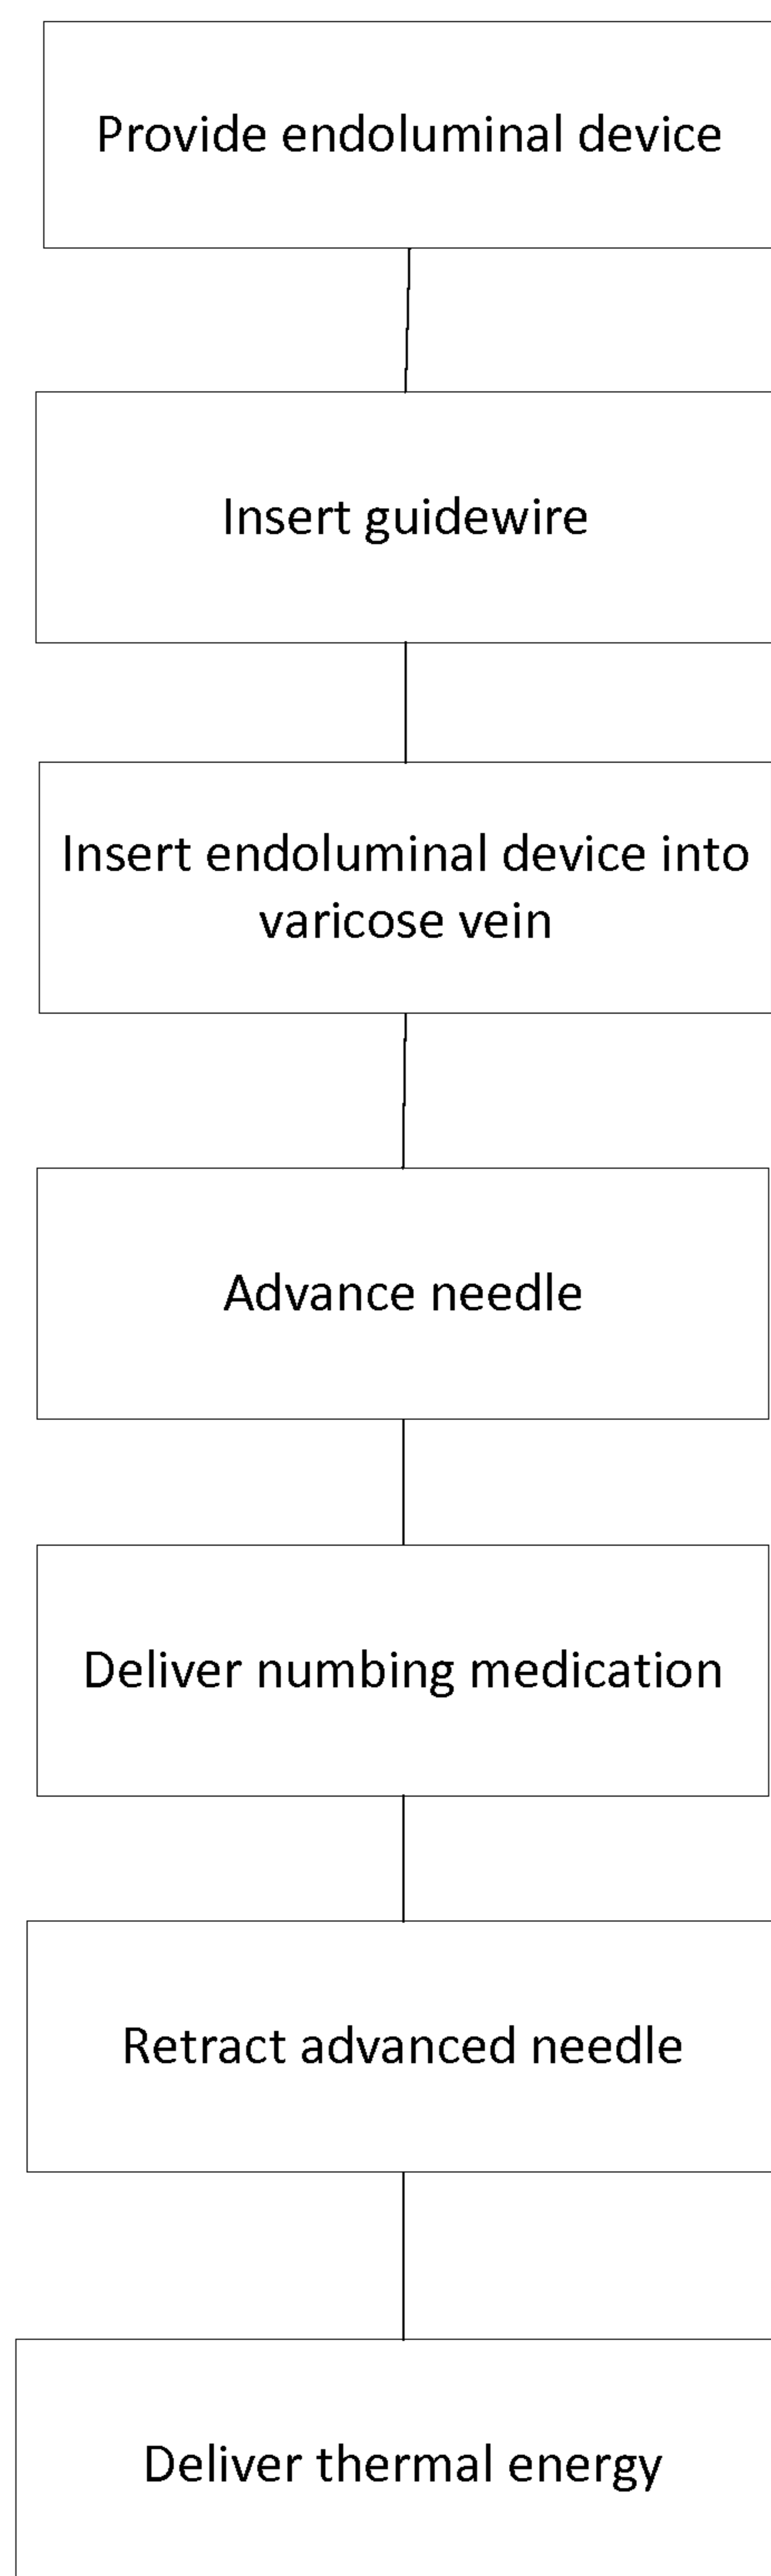 Provide endoluminal device
Insert guidewire
Insert endoluminal device into
varicose vein
Advance needle
Deliver numbing medication
Retract advanced needle
Deliver thermal energy